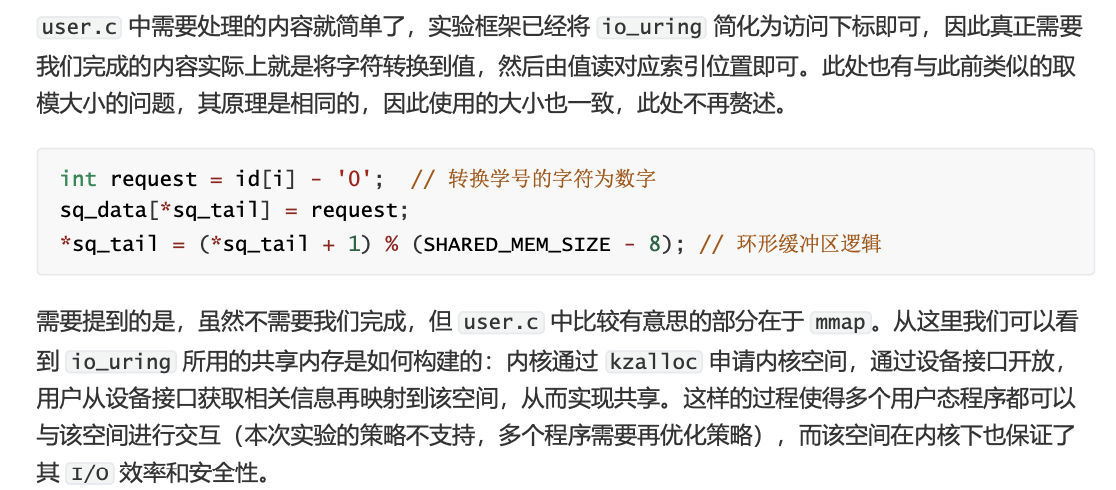 user.c 中需要处理的内容就简单了，实验框架已经将 io_uring 简化为访问下标即可，因此真正需要
我们完成的内容实际上就是将字符转换到值，然后由值读对应索引位置即可。此处也有与此前类似的取
模大小的问题，其原理是相同的，因此使用的大小也一致，此处不再赘述。
int request = id[i] - '0';  // 转换学号的字符为数字
sq_data[*sq_tail] = request;
*sq_tail = (*sq_tail + 1) % (SHARED_MEM_SIZE - 8); // 环形缓冲区逻辑
需要提到的是，虽然不需要我们完成，但 user.c 中比较有意思的部分在于 mmap。从这里我们可以看
到 io_uring 所用的共享内存是如何构建的：内核通过 kzalloc 申请内核空间，通过设备接口开放，
用户从设备接口获取相关信息再映射到该空间，从而实现共享。这样的过程使得多个用户态程序都可以
与该空间进行交互（本次实验的策略不支持，多个程序需要再优化策略），而该空间在内核下也保证了
其 I/O 效率和安全性。